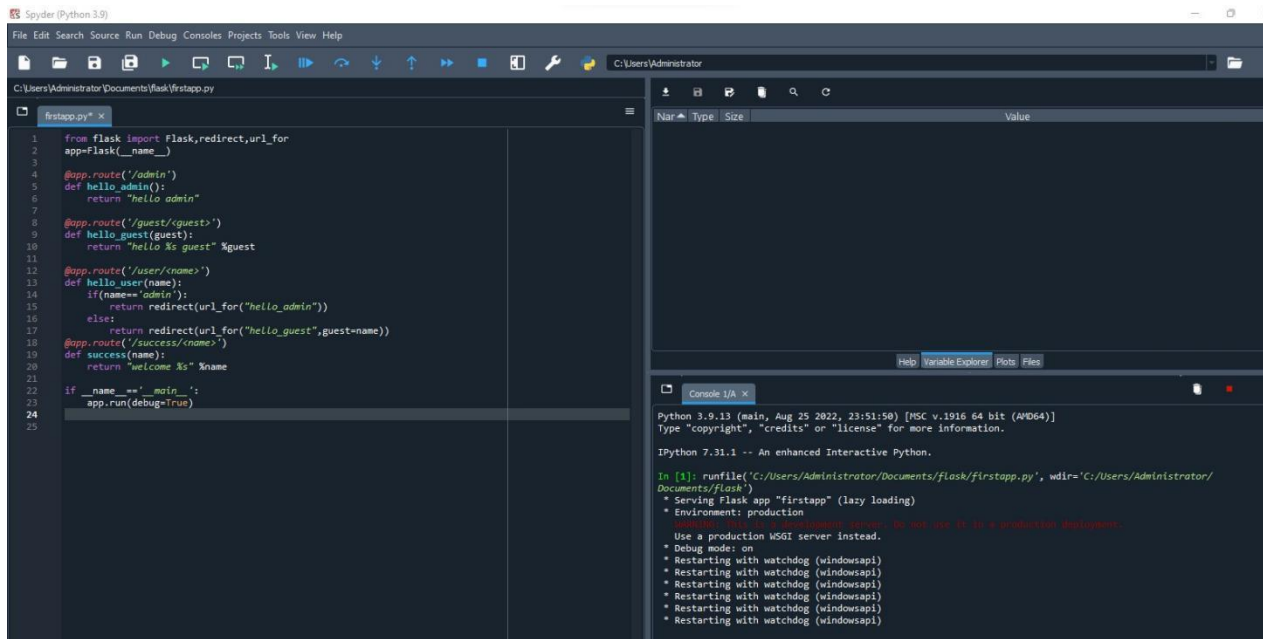 Spyder (Python 3.9)
File Edit Search Source Run Debug Consoles Projects Tools View Help
C:\Users\Administrator
C:\Users\Administrator\Documents\flask\firstapp.py
firstapp.py*
1 from flask import Flask,redirect,url_for
2 app=Flask(__name__)
3
4 @app.route('/admin')
5 def hello_admin():
6 return "hello admin"
7
8 @app.route('/guest/<guest>')
9 def hello_guest(guest):
10 return "hello %s guest" %guest
11
12 @app.route('/user/<name>')
13 def hello_user(name):
14 if(name=='admin'):
15 return redirect(url_for("hello_admin"))
16 else:
17 return redirect(url_for("hello_guest",guest=name))
18 @app.route('/success/<name>')
19 def success(name):
20 return "welcome %s" %name
21
22 if __name__=='__main__':
23 app.run(debug=True)
24
25
Nar Type Size Value
Help Variable Explorer Plots Files
Console 1/A
Python 3.9.13 (main, Aug 25 2022, 23:51:50) [MSC v.1916 64 bit (AMD64)]
Type "copyright", "credits" or "license" for more information.
IPython 7.31.1 -- An enhanced Interactive Python.
In [1]: runfile('C:/Users/Administrator/Documents/flask/firstapp.py', wdir='C:/Users/Administrator/
Documents/flask')
* Serving Flask app "firstapp" (lazy loading)
* Environment: production
WARNING: This is a development server. Do not use it in a production deployment.
Use a production WSGI server instead.
* Debug mode: on
* Restarting with watchdog (windowsapi)
* Restarting with watchdog (windowsapi)
* Restarting with watchdog (windowsapi)
* Restarting with watchdog (windowsapi)
* Restarting with watchdog (windowsapi)
* Restarting with watchdog (windowsapi)